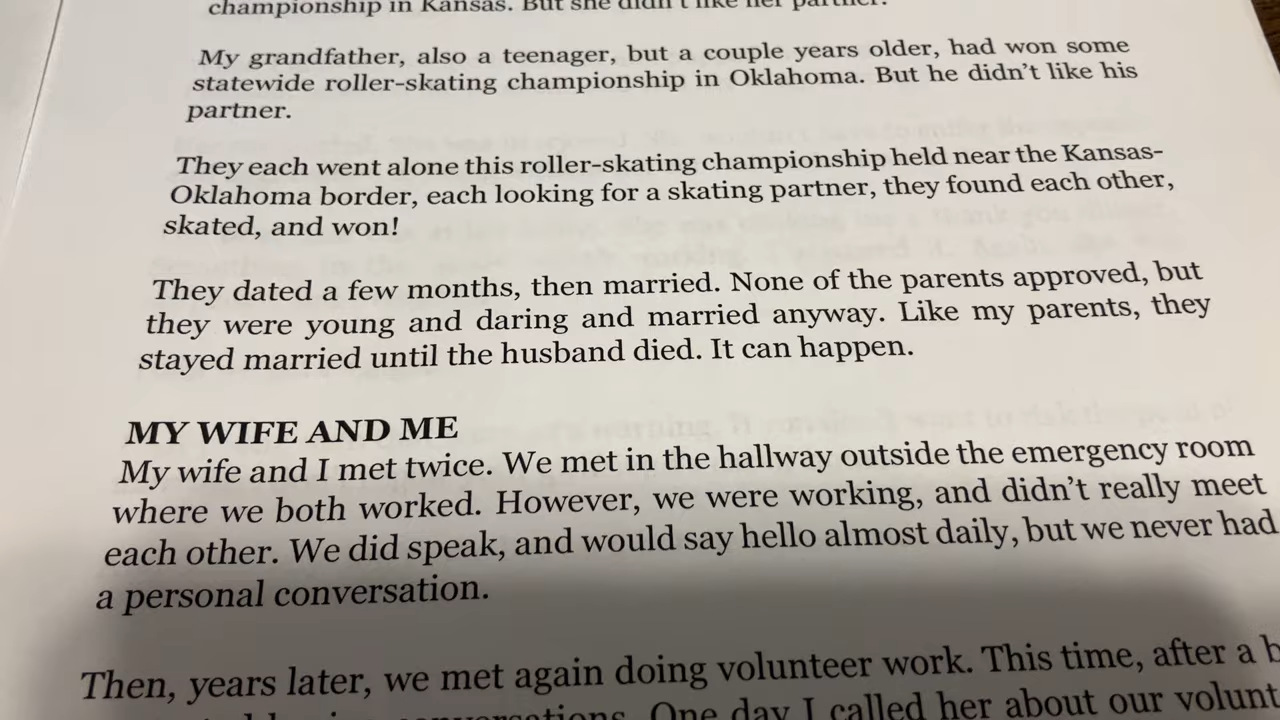 championship in Kansas. But she didn't like her partner.
My grandfather, also a teenager, but a couple years older, had won some
statewide roller-skating championship in Oklahoma. But he didn't like his
partner.
They each went alone this roller-skating championship held near the Kansas-
Oklahoma border, each looking for a skating partner, they found each other,
skated, and won!
They dated a few months, then married. None of the parents approved, but
they were young and daring and married anyway. Like my parents, they
stayed married until the husband died. It can happen.
MY WIFE AND ME
My wife and I met twice. We met in the hallway outside the emergency room
where we both worked. However, we were working, and didn't really meet
each other. We did speak, and would say hello almost daily, but we never had
a personal conversation.
Then, years later, we met again doing volunteer work. This time, after a
conversations. One day I called her about our